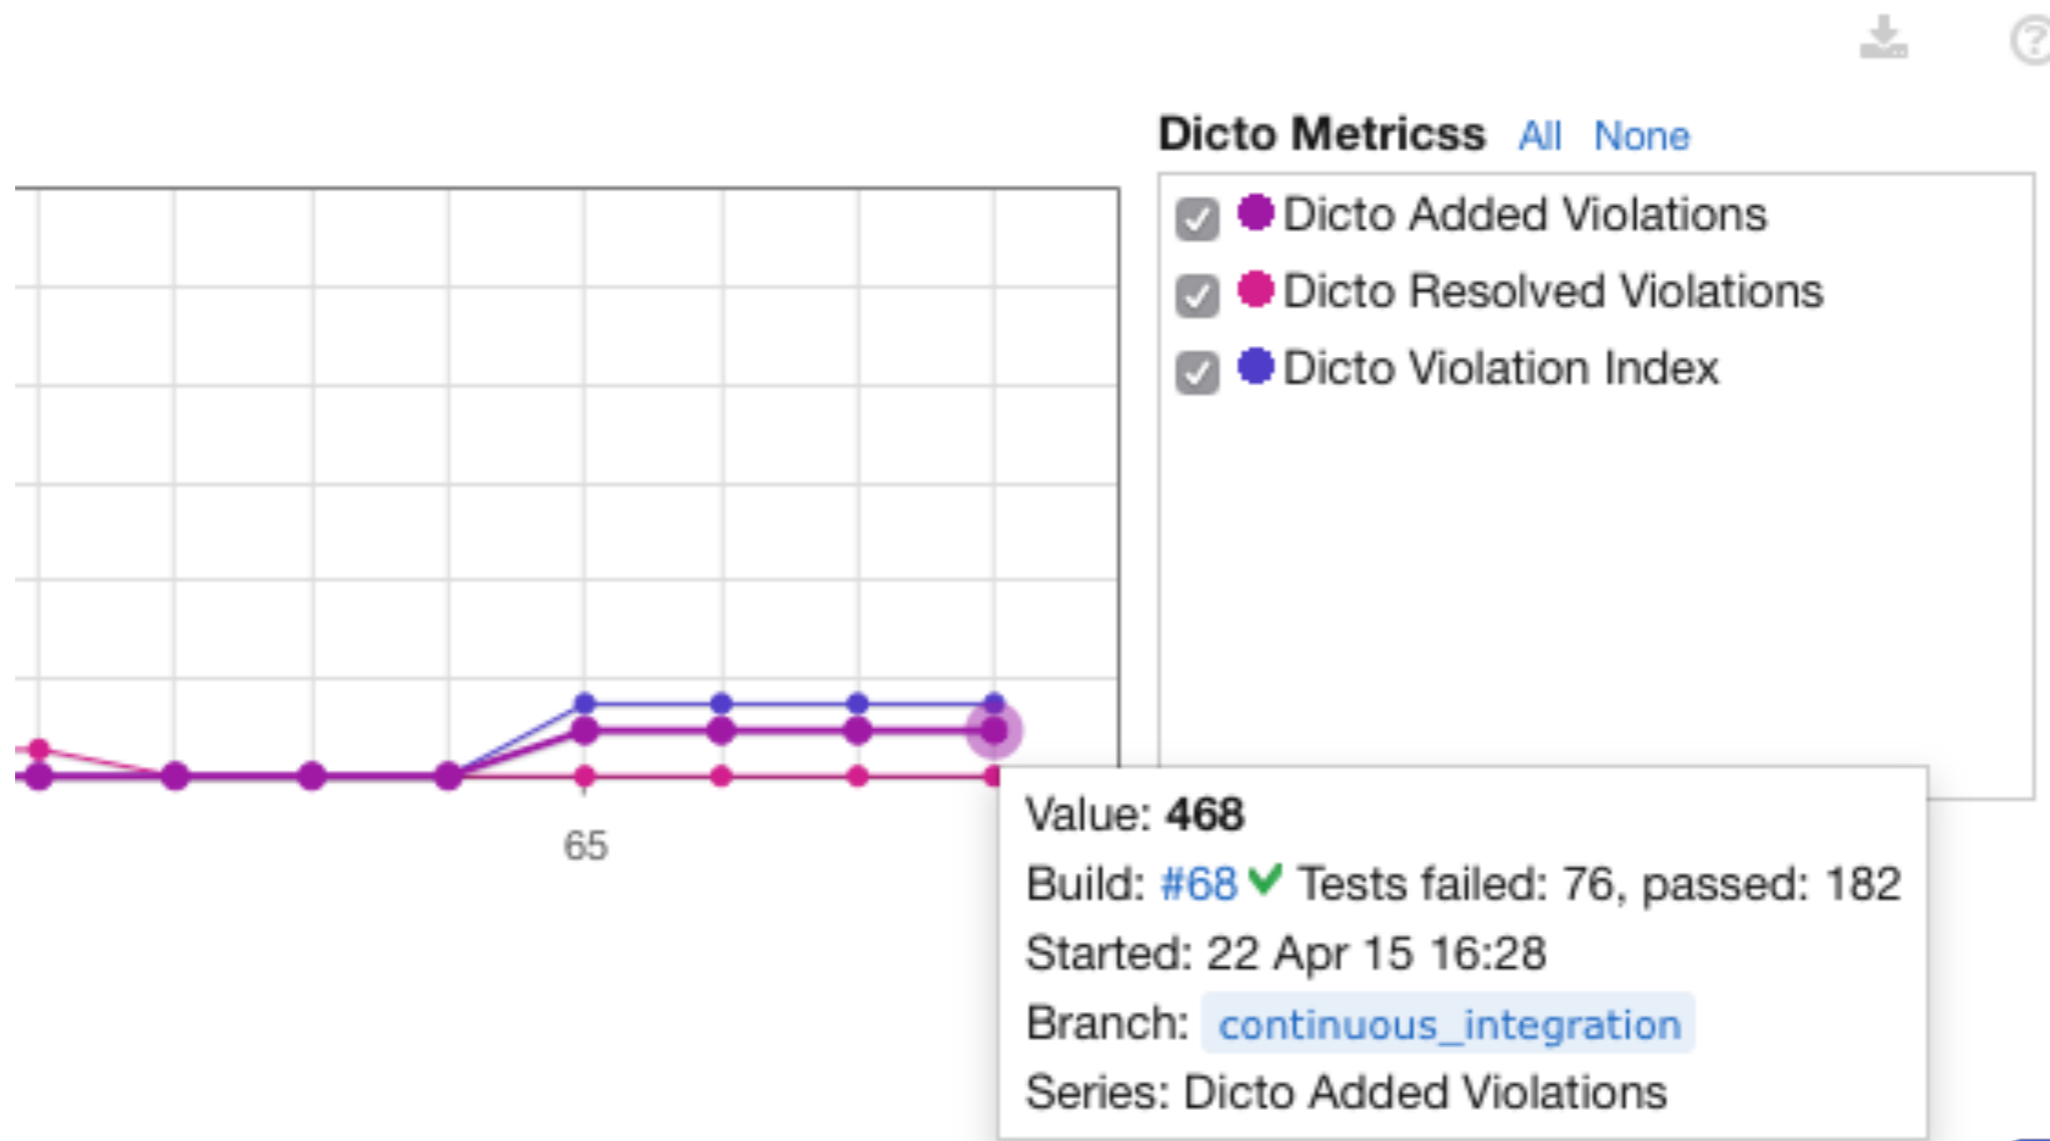 Dicto Metricss All None
Dicto Added Violations
Dicto Resolved Violations
Dicto Violation Index
65
Value: 468
Build: #68 Tests failed: 76, passed: 182
Started: 22 Apr 15 16:28
Branch: continuous_integration
Series: Dicto Added Violations